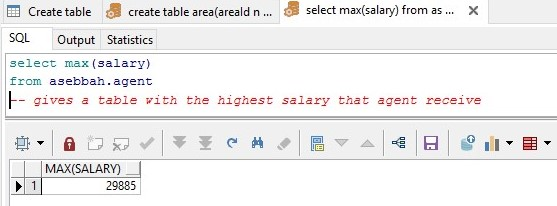 Create table
create table area(areaId n ...
select max(salary) from as ...
SQL
Output
Statistics
select max(salary)
from asebbah.agent
-- gives a table with the highest salary that agent receive
MAX(SALARY)
1 29885